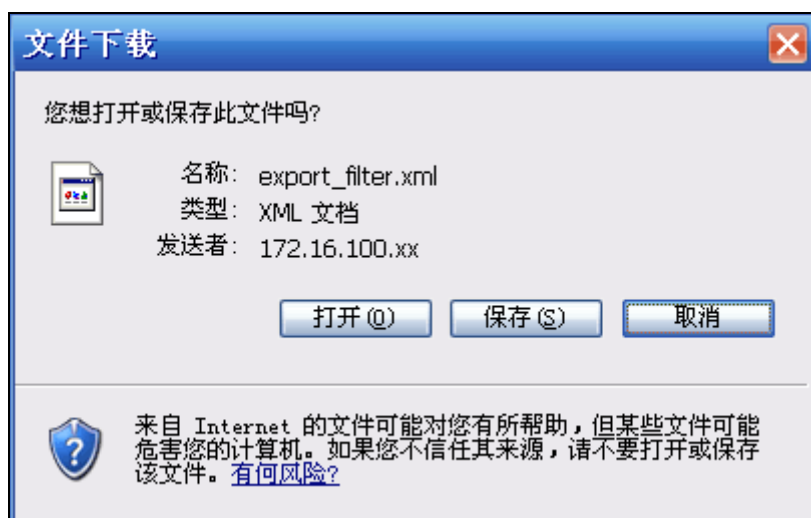 文件下载
您想打开或保存此文件吗?
名称: export_filter.xml
类型: XML 文档
发送者: 172.16.100.xx
打开(O) 保存(S) 取消
来自 Internet 的文件可能对您有所帮助,但某些文件可能
危害您的计算机。如果您不信任其来源,请不要打开或保存
该文件。有何风险?